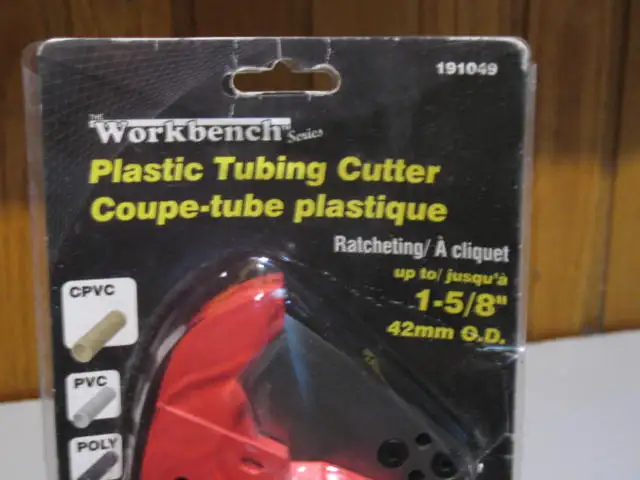 191049
THE
Workbench Series
Plastic Tubing Cutter
Coupe-tube plastique
Ratcheting/ À cliquet
up to/ jusqu'à
1-5/8"
42mm O.D.
CPVC
PVC
POLY